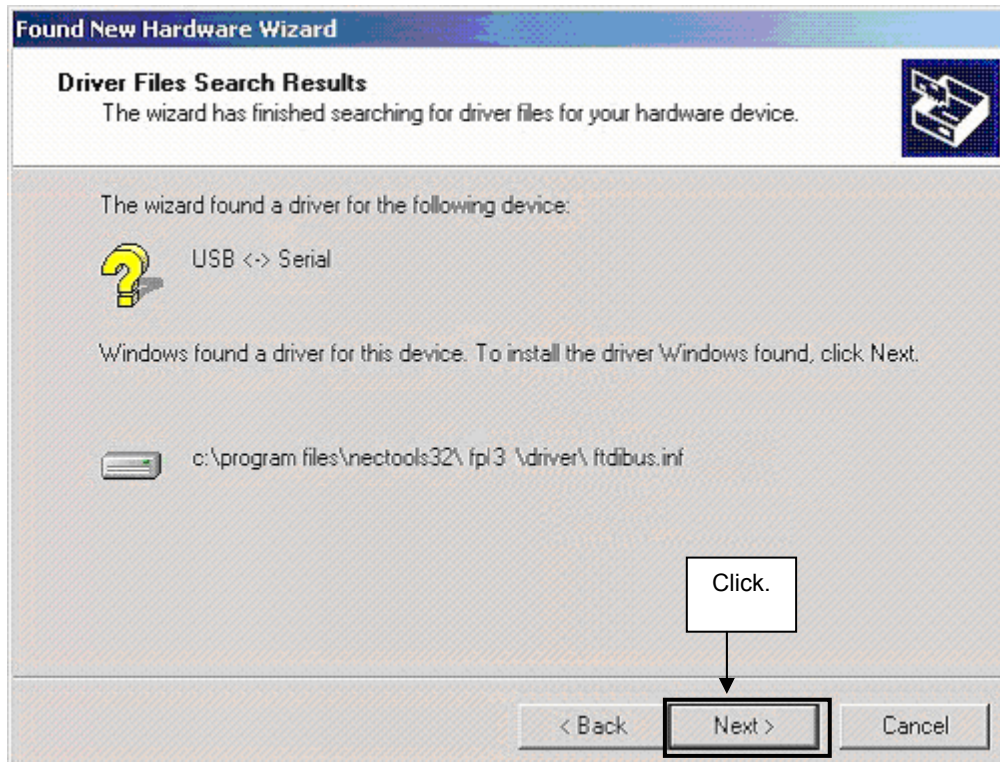 Found New Hardware Wizard
Driver Files Search Results
The wizard has finished searching for driver files for your hardware device.
The wizard found a driver for the following device:
USB <-> Serial
Windows found a driver for this device. To install the driver Windows found, click Next.
c:\program files\nectools32\ fpl3 \driver\ ftdibus.inf
Click.
< Back Next > Cancel